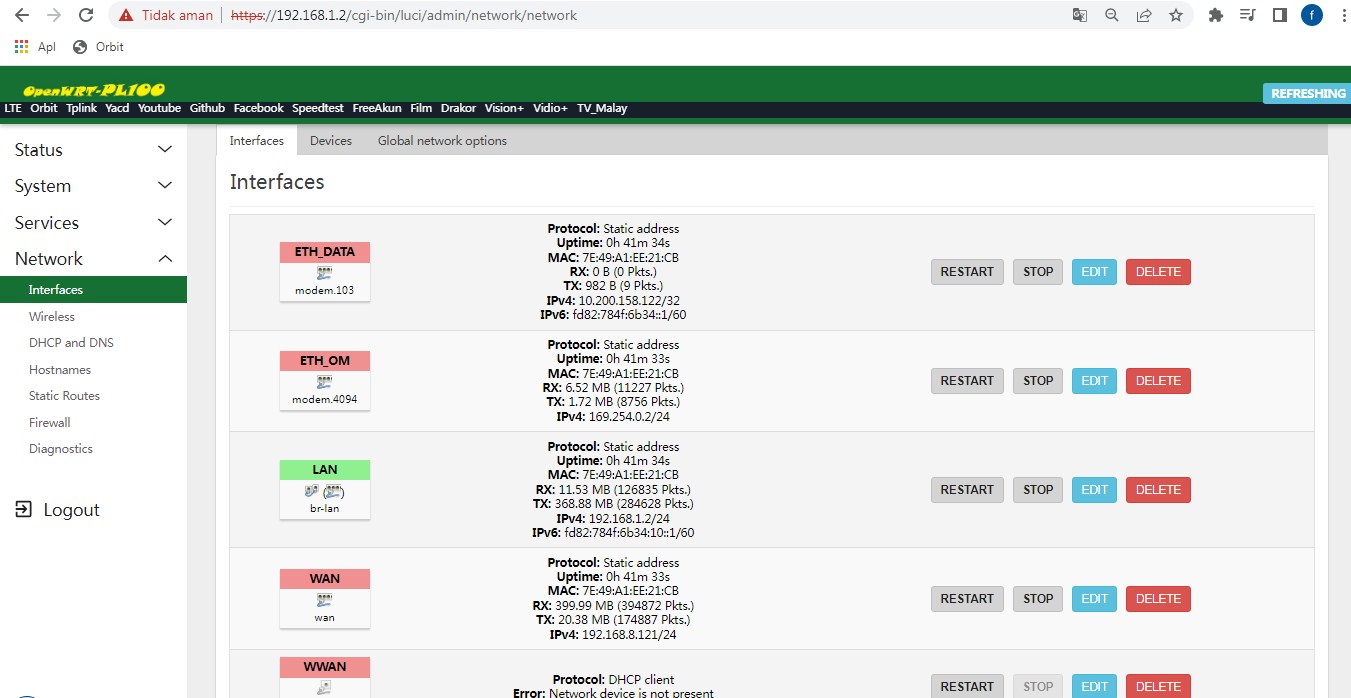 Tidak aman https://192.168.1.2/cgi-bin/luci/admin/network/network f
Apl Orbit
OpenWRT-PL100
REFRESHING
LTE Orbit Tplink Yacd Youtube Github Facebook Speedtest FreeAkun Film Drakor Vision+ Vidio+ TV_Malay
Status
System
Services
Network
Interfaces
Wireless
DHCP and DNS
Hostnames
Static Routes
Firewall
Diagnostics
Logout
Interfaces Devices Global network options
Interfaces
ETH_DATA
modem.103
Protocol: Static address
Uptime: 0h 41m 34s
MAC: 7E:49:A1:EE:21:CB
RX: 0 B (0 Pkts.)
TX: 982 B (9 Pkts.)
IPv4: 10.200.158.122/32
IPv6: fd82:784f:6b34::1/60
RESTART STOP EDIT DELETE
ETH_OM
modem.4094
Protocol: Static address
Uptime: 0h 41m 33s
MAC: 7E:49:A1:EE:21:CB
RX: 6.52 MB (11227 Pkts.)
TX: 1.72 MB (8756 Pkts.)
IPv4: 169.254.0.2/24
RESTART STOP EDIT DELETE
LAN
br-lan
Protocol: Static address
Uptime: 0h 41m 34s
MAC: 7E:49:A1:EE:21:CB
RX: 11.53 MB (126835 Pkts.)
TX: 368.88 MB (284628 Pkts.)
IPv4: 192.168.1.2/24
IPv6: fd82:784f:6b34:10::1/60
RESTART STOP EDIT DELETE
WAN
wan
Protocol: Static address
Uptime: 0h 41m 33s
MAC: 7E:49:A1:EE:21:CB
RX: 399.99 MB (394872 Pkts.)
TX: 20.38 MB (174887 Pkts.)
IPv4: 192.168.8.121/24
RESTART STOP EDIT DELETE
WWAN
Protocol: DHCP client
Error: Network device is not present
RESTART STOP EDIT DELETE